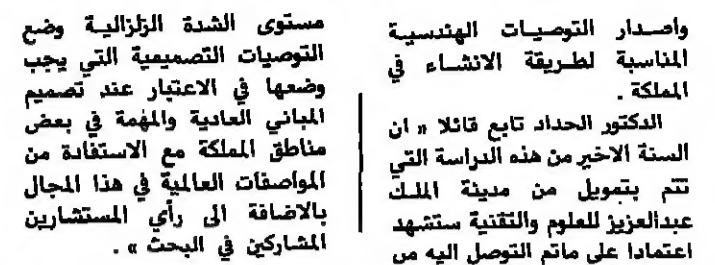 واصدار التوصيات الهندسية
المناسبة لطريقة الانشاء في
المملكة .
الدكتور الحداد تابع قائلا « ان
السنة الاخير من هذه الدراسة التي
تتم بتمويل من مدينة الملك
عبدالعزيز للعلوم والتقنية ستشهد
اعتمادا على ماتم التوصل اليه من
مستوى الشدة الزلزالية وضع
التوصيات التصميمية التي يجب
وضعها في الاعتبار عند تصميم
المباني العادية والمهمة في بعض
مناطق المملكة مع الاستفادة من
المواصفات العالمية في هذا المجال
بالاضافة الى رأي المستشارين
المشاركين في البحث » .